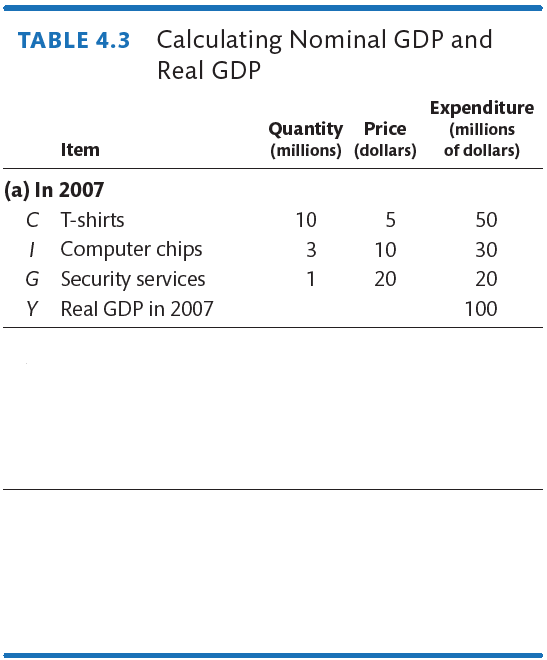 TABLE 4.3 Calculating Nominal GDP and
Real GDP
Expenditure
Quantity Price (millions
Item (millions) (dollars) of dollars)
(a) In 2007
C T-shirts 10 5 50
I Computer chips 3 10 30
G Security services 1 20 20
Y Real GDP in 2007 100